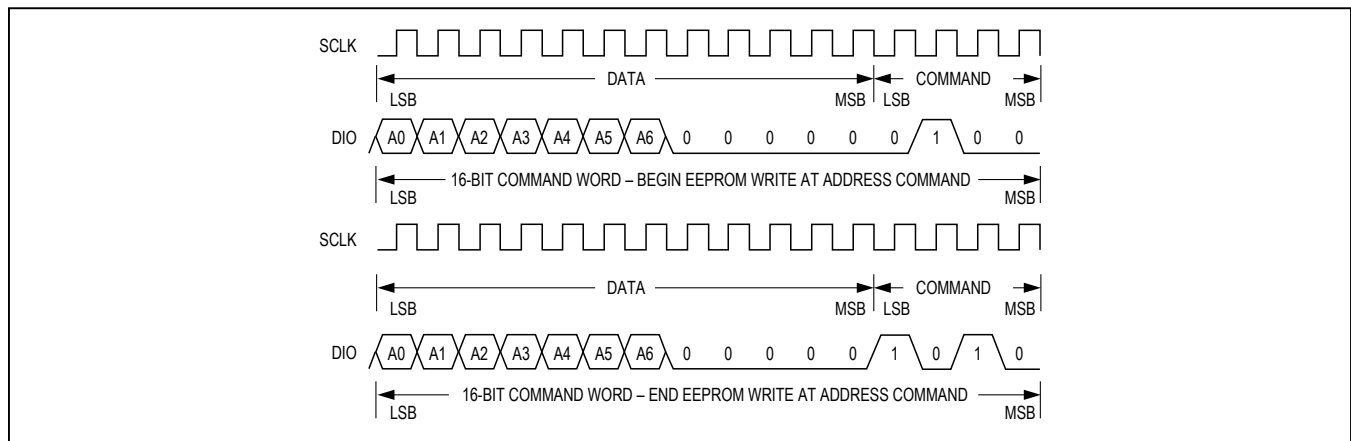 SCLK
DATA COMMAND
LSB MSB LSB MSB
DIO A0 A1 A2 A3 A4 A5 A6 0 0 0 0 0 0 1 0 0
16-BIT COMMAND WORD – BEGIN EEPROM WRITE AT ADDRESS COMMAND
LSB MSB
SCLK
DATA COMMAND
LSB MSB LSB MSB
DIO A0 A1 A2 A3 A4 A5 A6 0 0 0 0 0 1 0 1 0
16-BIT COMMAND WORD – END EEPROM WRITE AT ADDRESS COMMAND
LSB MSB